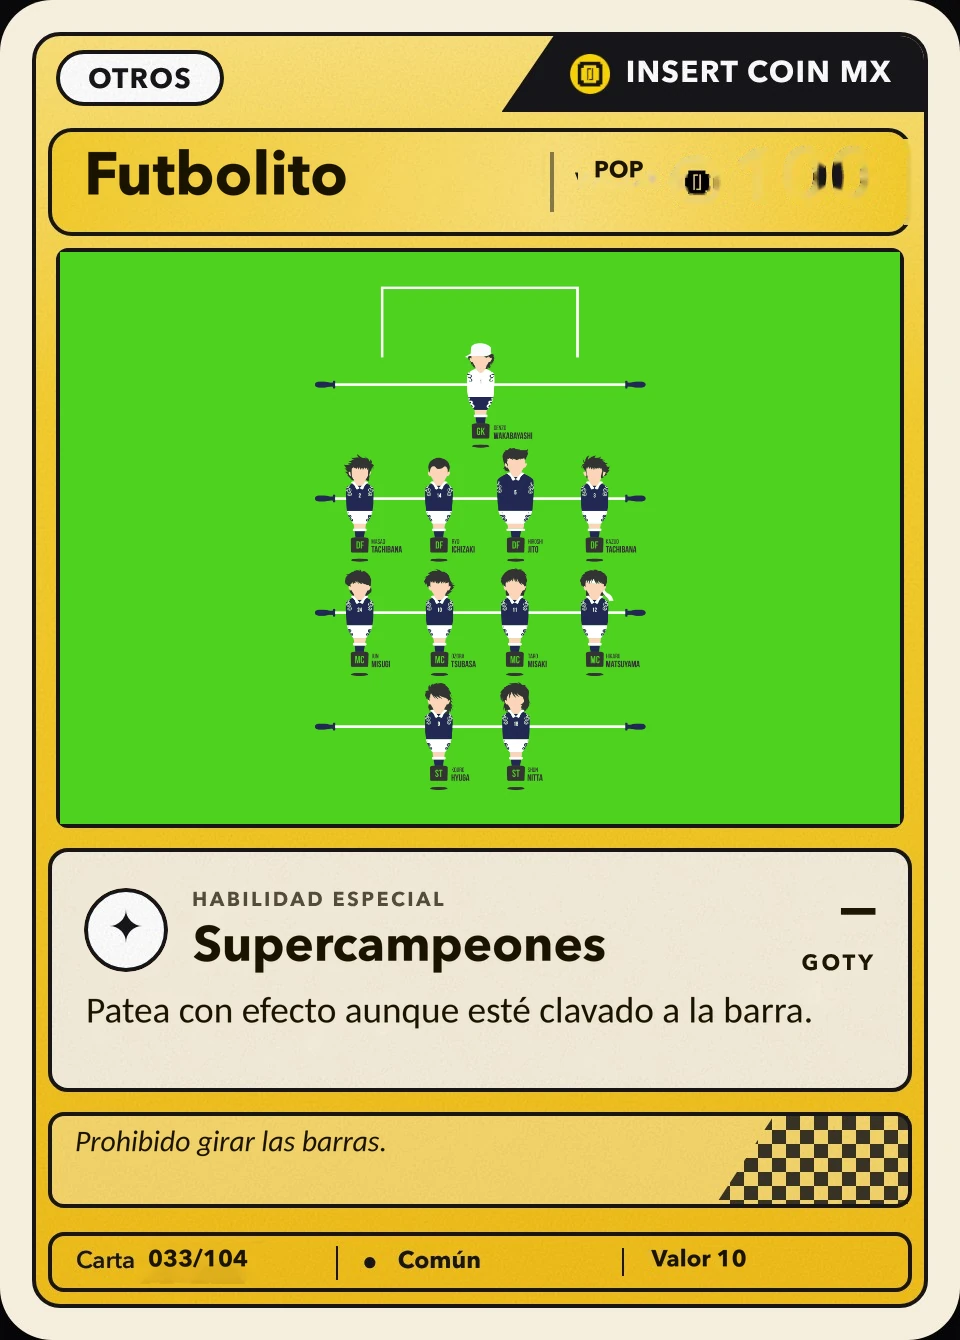 OTROS
INSERT COIN MX
Futbolito
POP
GK
WAKABAYASHI
DF
TACHIBANA
DF
ICHIZAKI
DF
JITO
DF
TACHIBANA
MC
MISUGI
MC
TSUBASA
MC
MISAKI
MC
MATSUYAMA
ST
HYUGA
ST
NITTA
HABILIDAD ESPECIAL
Supercampeones
—
GOTY
Patea con efecto aunque esté clavado a la barra.
Prohibido girar las barras.
Carta 033/104
• Común
Valor 10